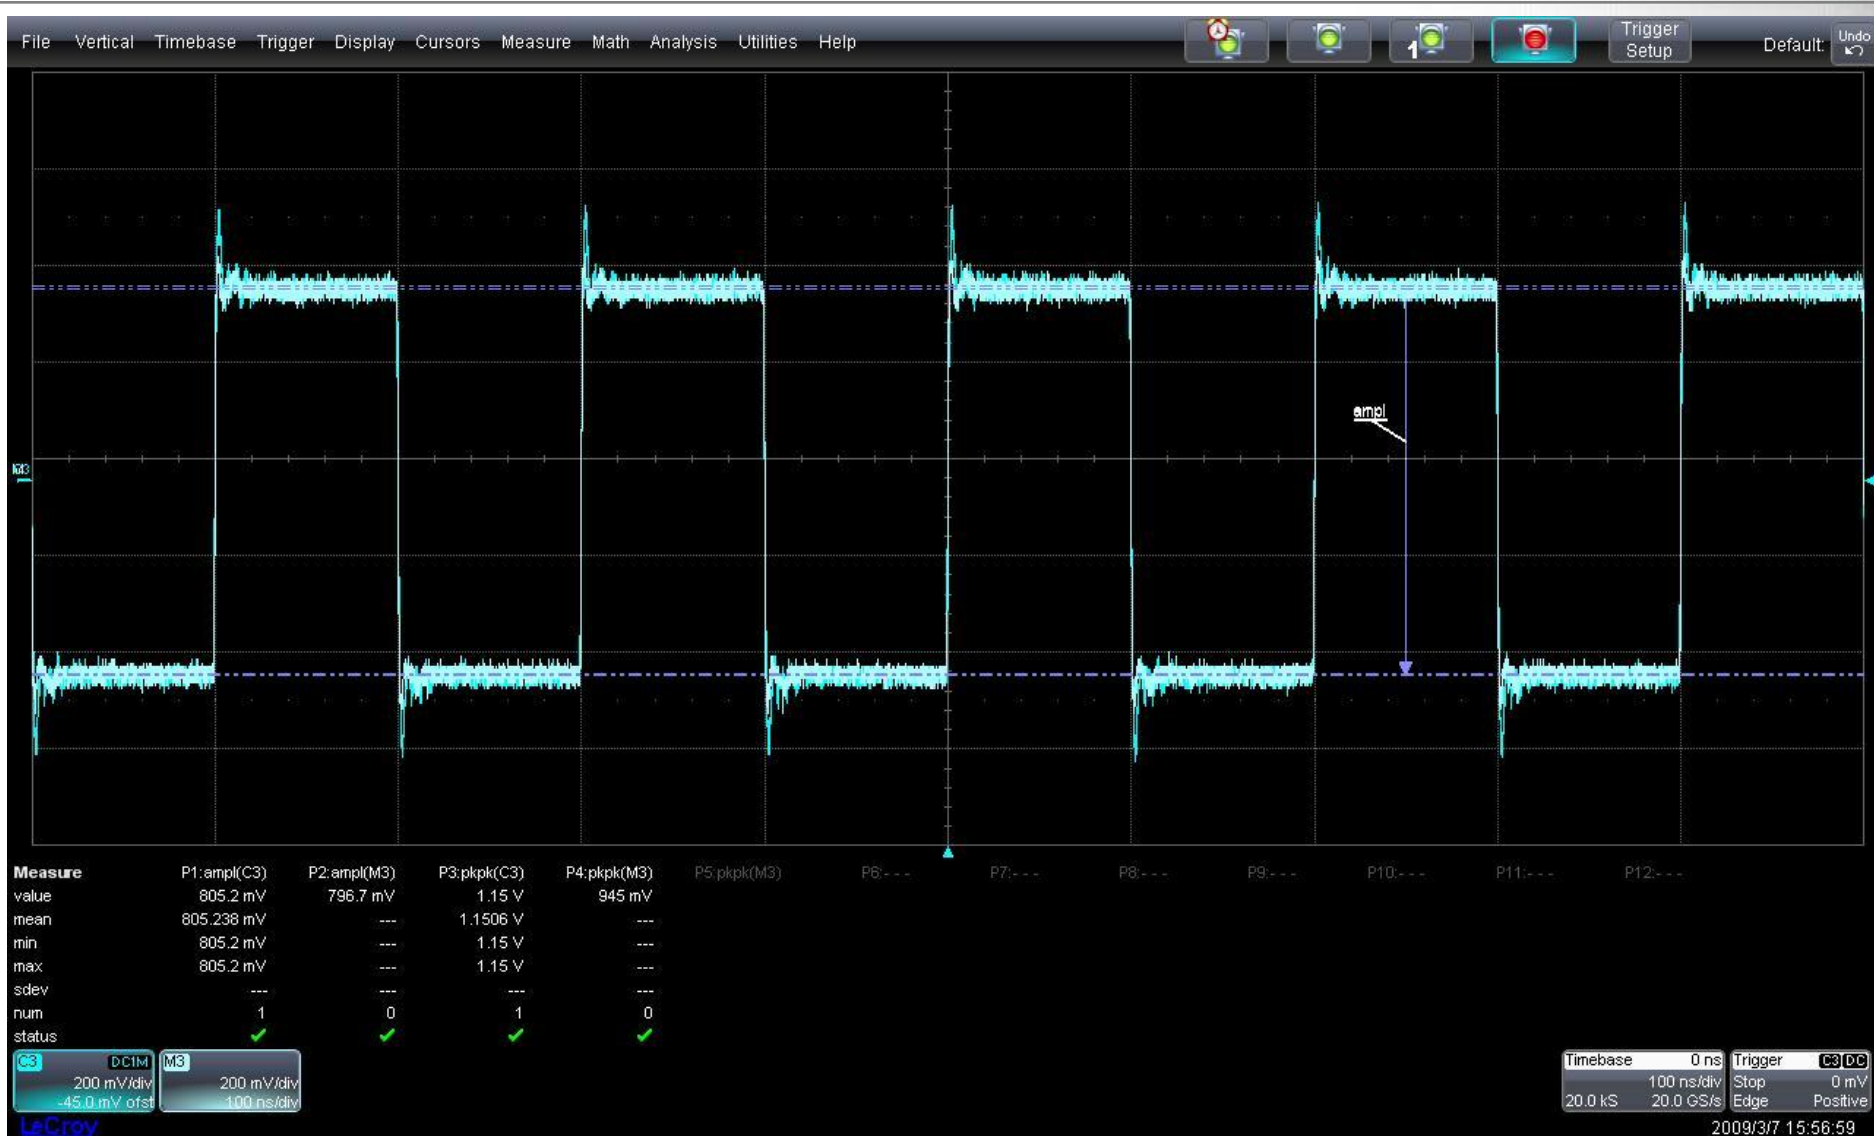 File Vertical Timebase Trigger Display Cursors Measure Math Analysis Utilities Help
1
Trigger
Setup
Default:
Undo
M3
ampl
Measure P1:ampl(C3) P2:ampl(M3) P3:pkpk(C3) P4:pkpk(M3) P5:pkpk(M3) P6:- - - P7:- - - P8:- - - P9:- - - P10:- - - P11:- - - P12:- - -
value 805.2 mV 796.7 mV 1.15 V 945 mV
mean 805.238 mV --- 1.1506 V ---
min 805.2 mV --- 1.15 V ---
max 805.2 mV --- 1.15 V ---
sdev --- --- --- ---
num 1 0 1 0
status
C3 DC1M
200 mV/div
-45.0 mV ofst
M3
200 mV/div
100 ns/div
Timebase 0 ns
100 ns/div
20.0 kS 20.0 GS/s
Trigger C3 DC
Stop 0 mV
Edge Positive
LeCroy
2009/3/7 15:56:59